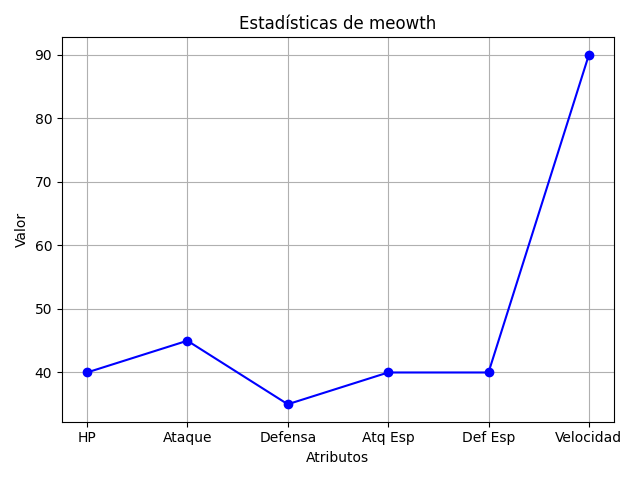 Estadísticas de meowth
Valor
90
80
70
60
50
40
HP Ataque Defensa Atq Esp Def Esp Velocidad
Atributos